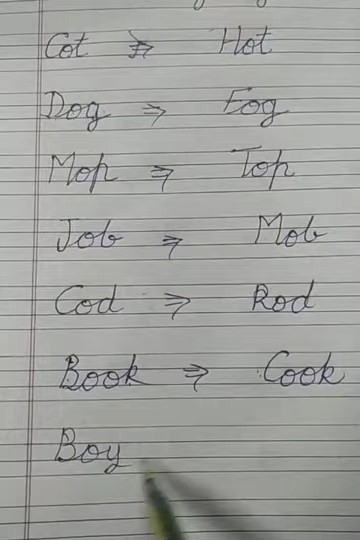 Cot ⇒ Hot
Dog ⇒ Fog
Mop ⇒ Top
Job ⇒ Mob
Cod ⇒ Rod
Book ⇒ Cook
Boy